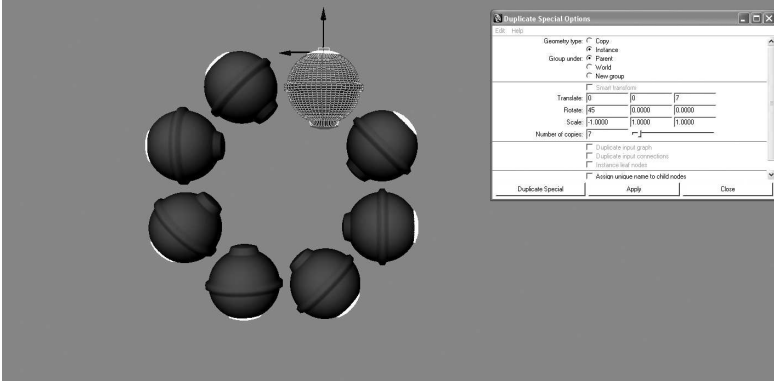 Duplicate Special Options
Edit Help
Geometry type: Copy
Instance
Group under: Parent
World
New group
Smart transform
Translate: 0 0 7
Rotate: 45 0.0000 0.0000
Scale: -1.0000 1.0000 1.0000
Number of copies: 7
Duplicate input graph
Duplicate input connections
Instance leaf nodes
Assign unique name to child nodes
Duplicate Special Apply Close